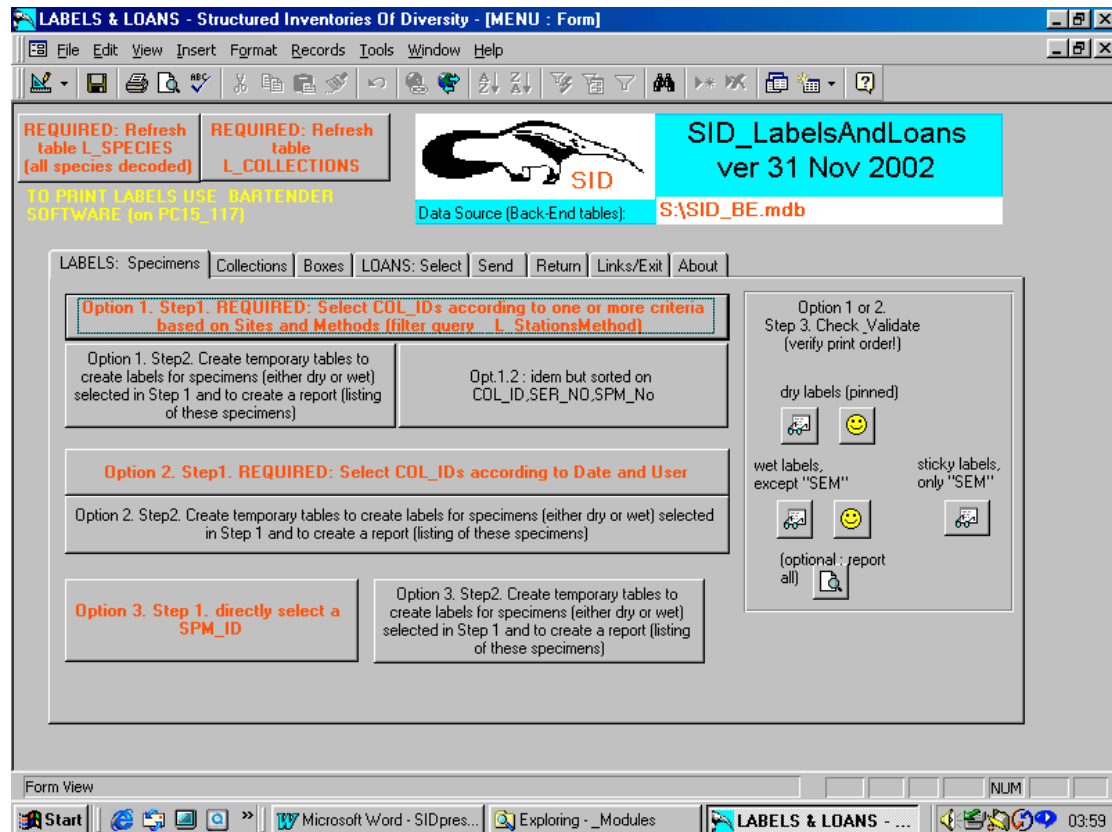 LABELS & LOANS - Structured Inventories Of Diversity - [MENU : Form]
File Edit View Insert Format Records Tools Window Help
REQUIRED: Refresh
table L_SPECIES
(all species decoded)
REQUIRED: Refresh
table
L_COLLECTIONS
TO PRINT LABELS USE BARTENDER
SOFTWARE (on PC15_117)
SID
SID_LabelsAndLoans
ver 31 Nov 2002
Data Source (Back-End tables):
S:\SID_BE.mdb
LABELS: Specimens
Collections
Boxes
LOANS: Select
Send
Return
Links/Exit
About
Option 1. Step1. REQUIRED: Select COL_IDs according to one or more criteria
based on Sites and Methods (filter query __L_StationsMethod)
Option 1. Step2. Create temporary tables to
create labels for specimens (either dry or wet)
selected in Step 1 and to create a report (listing
of these specimens)
Opt.1.2 : idem but sorted on
COL_ID,SER_NO,SPM_No
Option 2. Step1. REQUIRED: Select COL_IDs according to Date and User
Option 2. Step2. Create temporary tables to create labels for specimens (either dry or wet) selected
in Step 1 and to create a report (listing of these specimens)
Option 3. Step 1. directly select a
SPM_ID
Option 3. Step2. Create temporary tables to
create labels for specimens (either dry or wet)
selected in Step 1 and to create a report (listing
of these specimens)
Option 1 or 2.
Step 3. Check_Validate
(verify print order!)
dry labels (pinned)
wet labels,
except "SEM"
sticky labels,
only "SEM"
(optional : report
all)
Form View
NUM
Start
Microsoft Word - SIDpres...
Exploring - _Modules
LABELS & LOANS - ...
03:59